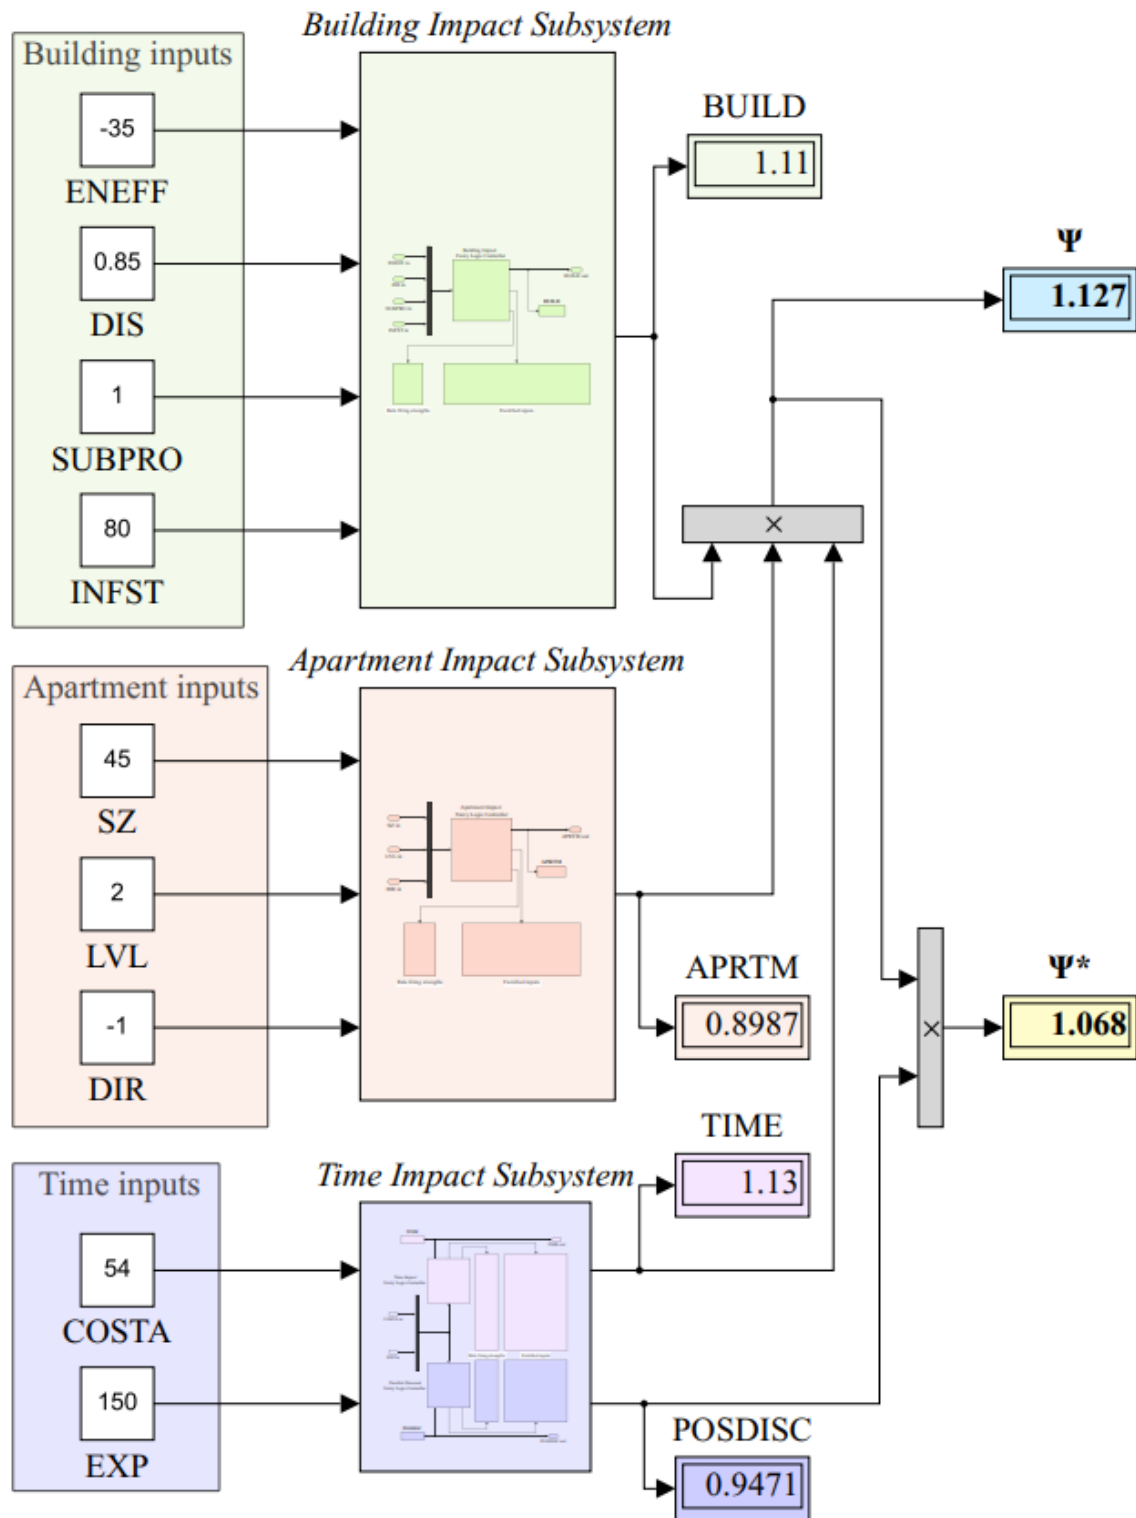 Building Impact Subsystem
Building inputs
-35
ENEFF
0.85
DIS
1
SUBPRO
80
INFST
BUILD
1.11
Ψ
1.127
×
Apartment Impact Subsystem
Apartment inputs
45
SZ
2
LVL
-1
DIR
APRTM
0.8987
×
Ψ*
1.068
Time Impact Subsystem
Time inputs
54
COSTA
150
EXP
TIME
1.13
POSDISC
0.9471